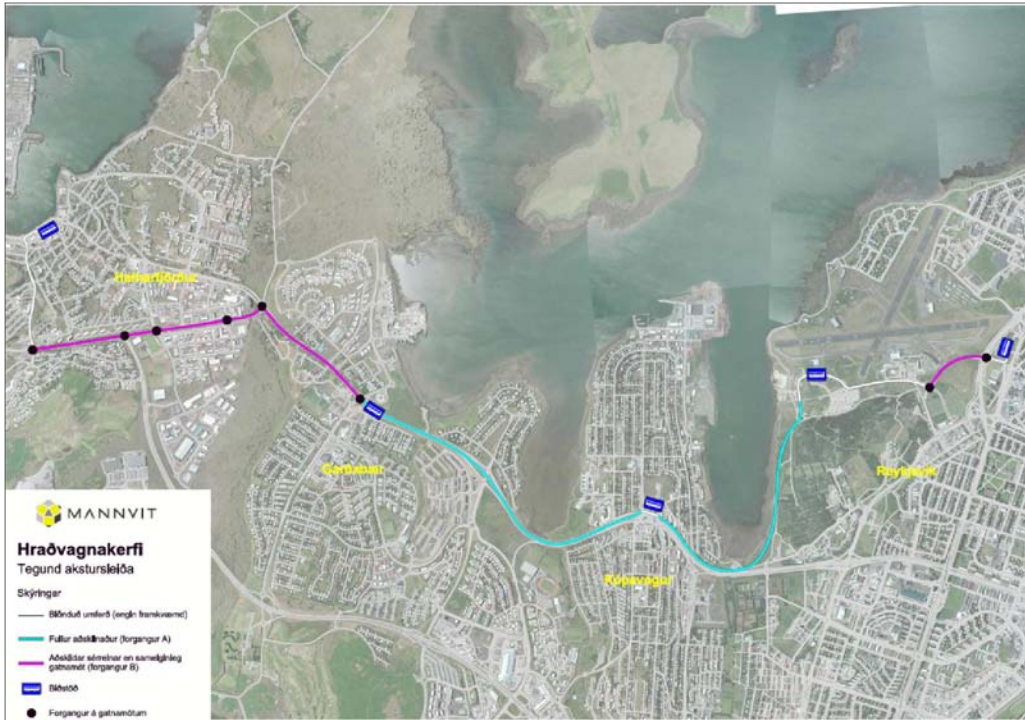 Hafnarfjörður
Garðabær
Kópavogur
Reykjavík
MANNVIT
Hraðvagnakerfi
Tegund akstursleiða
Skýringar
Blönduð umferð (engin framkvæmd)
Fullur aðskilnaður (forgangur A)
Aðskildar sérreinar en sameiginleg
gatnamót (forgangur B)
Biðstöð
Forgangur á gatnamótum